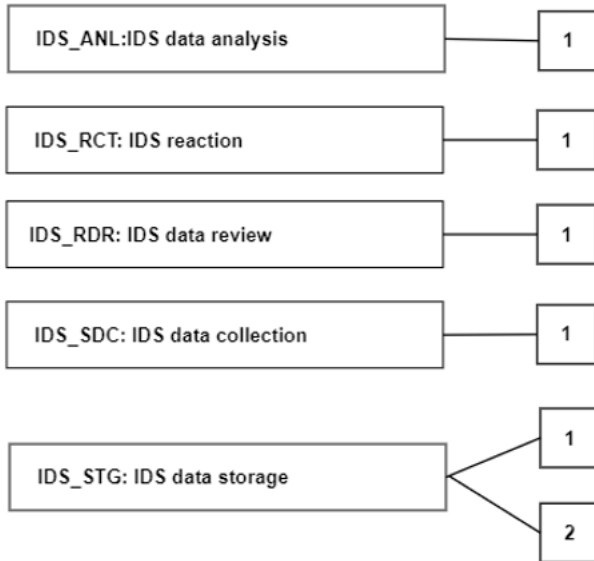 IDS_ANL:IDS data analysis 1
IDS_RCT: IDS reaction 1
IDS_RDR: IDS data review 1
IDS_SDC: IDS data collection 1
1
IDS_STG: IDS data storage
2